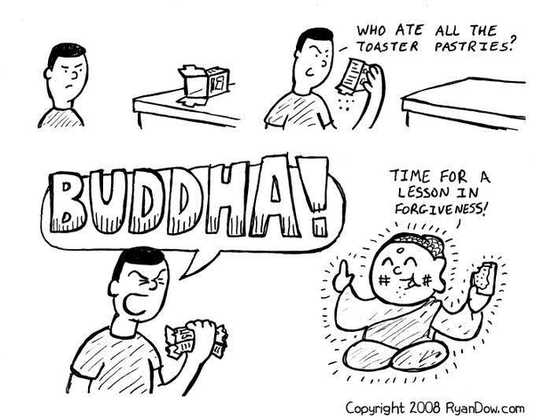 WHO ATE ALL THE
TOASTER PASTRIES?
BUDDHA!
TIME FOR A
LESSON IN
FORGIVENESS!
Copyright 2008 RyanDow.com